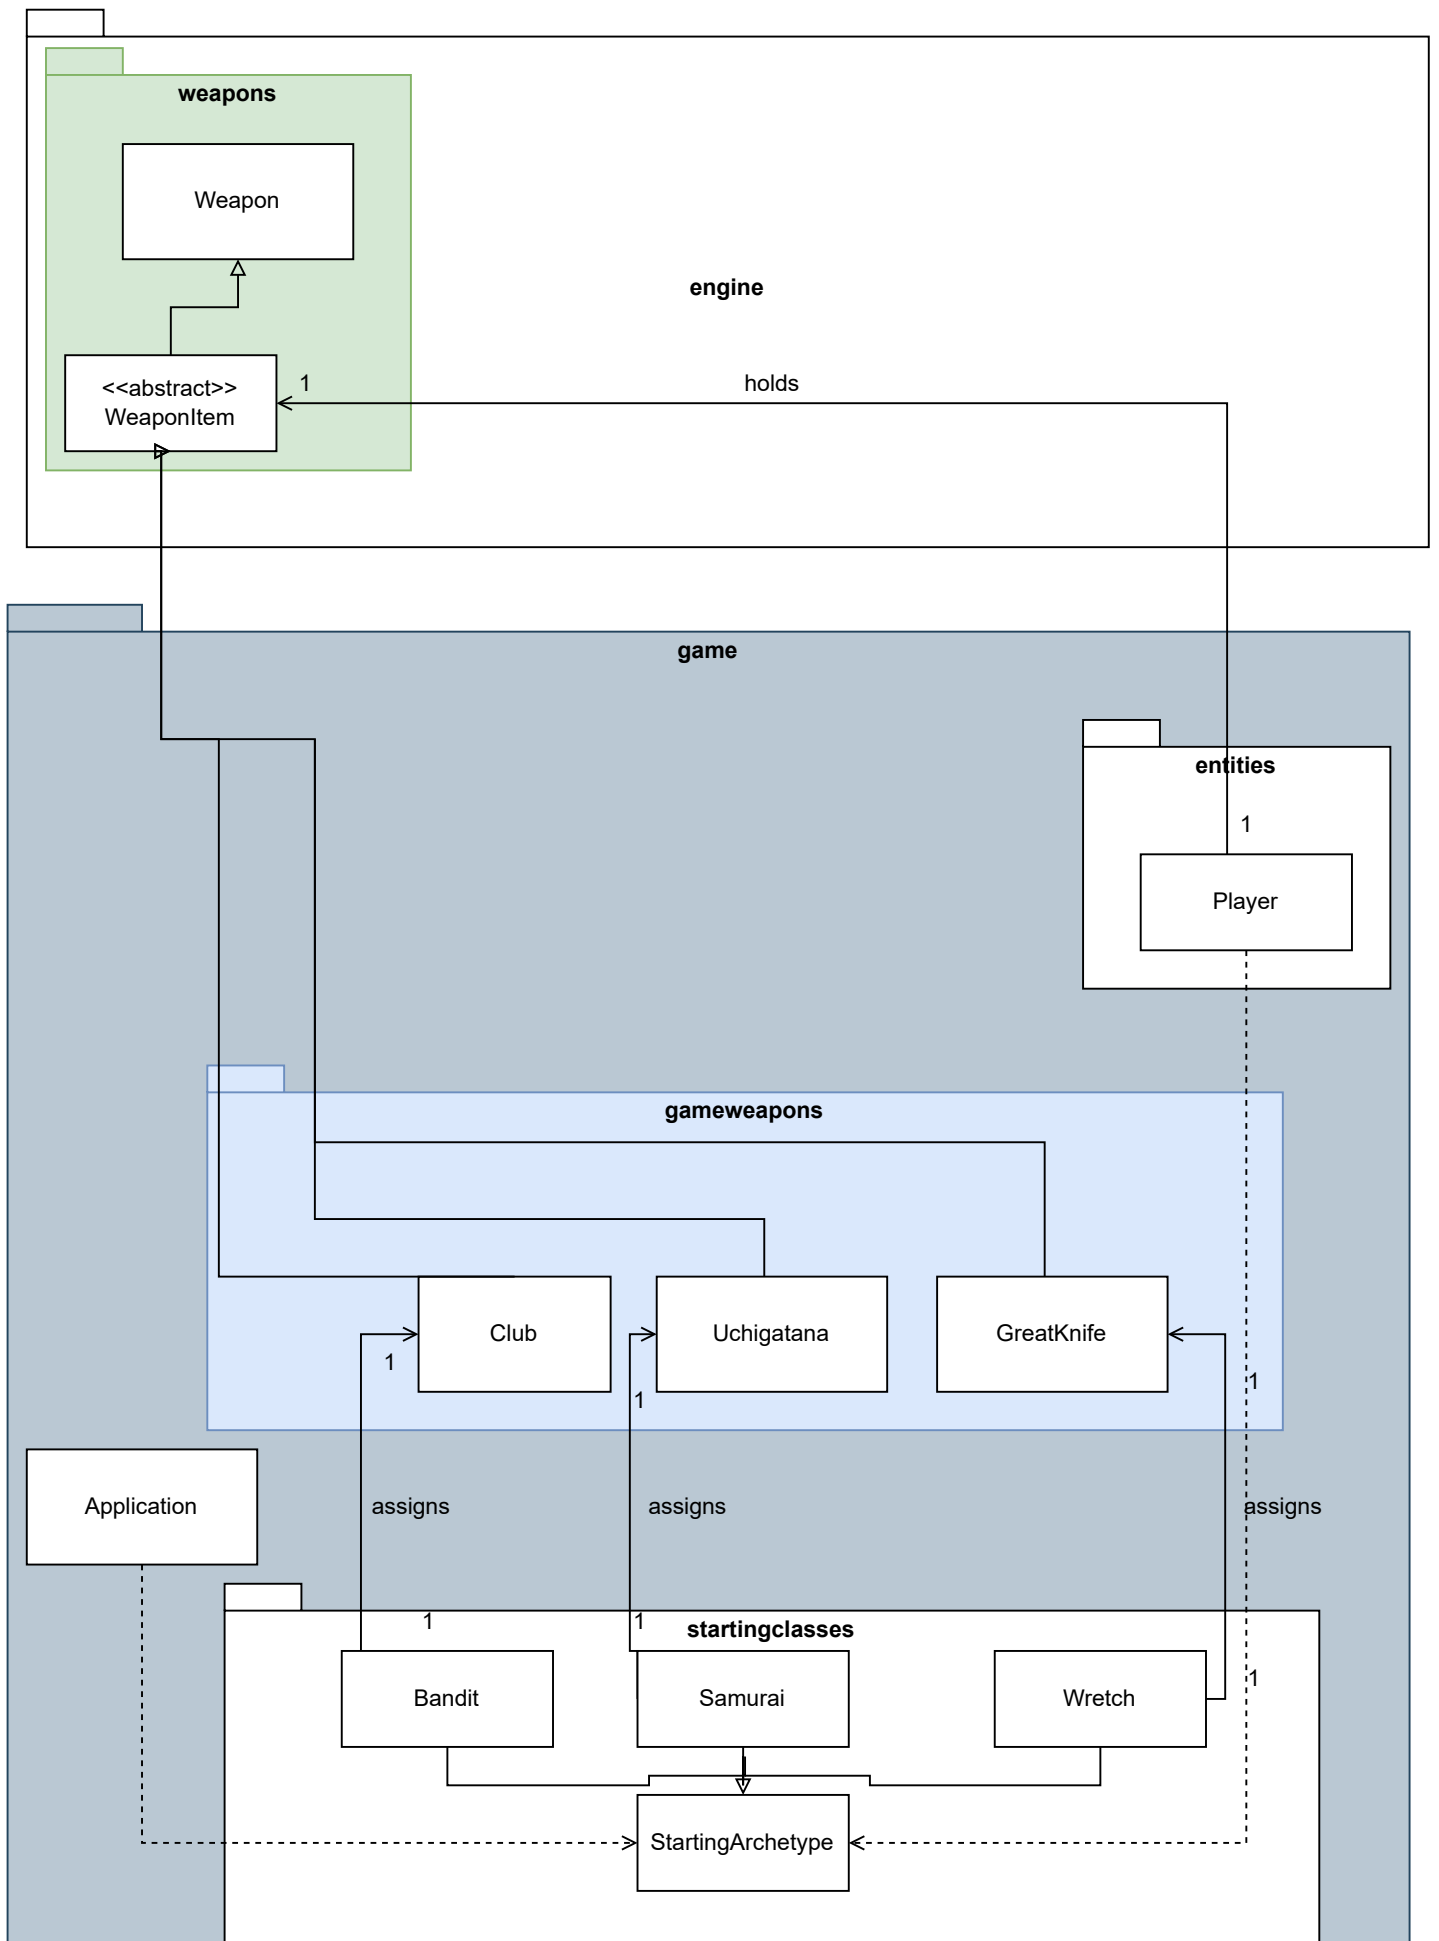 weapons
Weapon
engine
<<abstract>>
WeaponItem
1
holds
game
entities
1
Player
gameweapons
Club
Uchigatana
GreatKnife
1
1
1
Application
assigns
assigns
assigns
1
1
startingclasses
Bandit
Samurai
Wretch
1
StartingArchetype